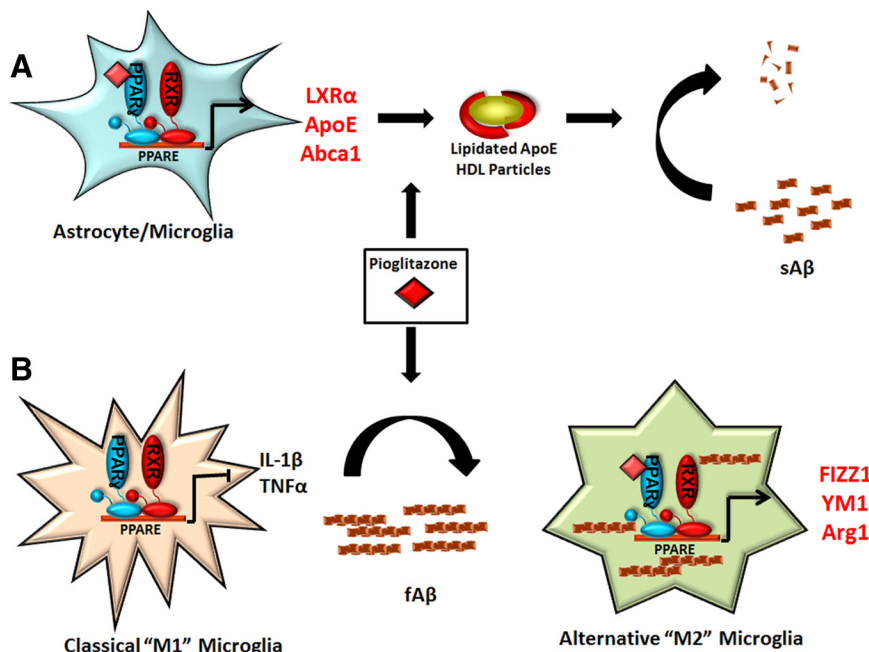 A
PPARγ
RXR
PPARE
Astrocyte/Microglia
LXRα
ApoE
Abca1
Lipidated ApoE
HDL Particles
sAβ
Pioglitazone
B
PPARγ
RXR
PPARE
Classical “M1” Microglia
IL-1β
TNFα
fAβ
PPARγ
RXR
PPARE
Alternative “M2” Microglia
FIZZ1
YM1
Arg1